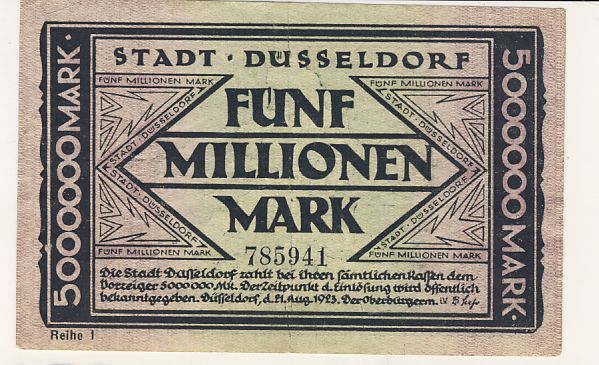 STADT · DÜSSELDORF
5000000 MARK·
5000000 MARK·
FÜNF MILLIONEN MARK
FÜNF MILLIONEN MARK
STADT · DÜSSELDORF
STADT · DÜSSELDORF
FÜNF
MILLIONEN
MARK
STADT · DÜSSELDORF
STADT · DÜSSELDORF
FÜNF MILLIONEN MARK
FÜNF MILLIONEN MARK
785941
Die Stadt Düsseldorf zahlt bei ihren sämtlichen Kassen dem
Vorzeiger 5000000 Mk. Der Zeitpunkt d. Einlösung wird öffentlich
bekanntgegeben. Düsseldorf, d. 21. Aug. 1923. Der Oberbürgerm. i.V.
Reihe 1